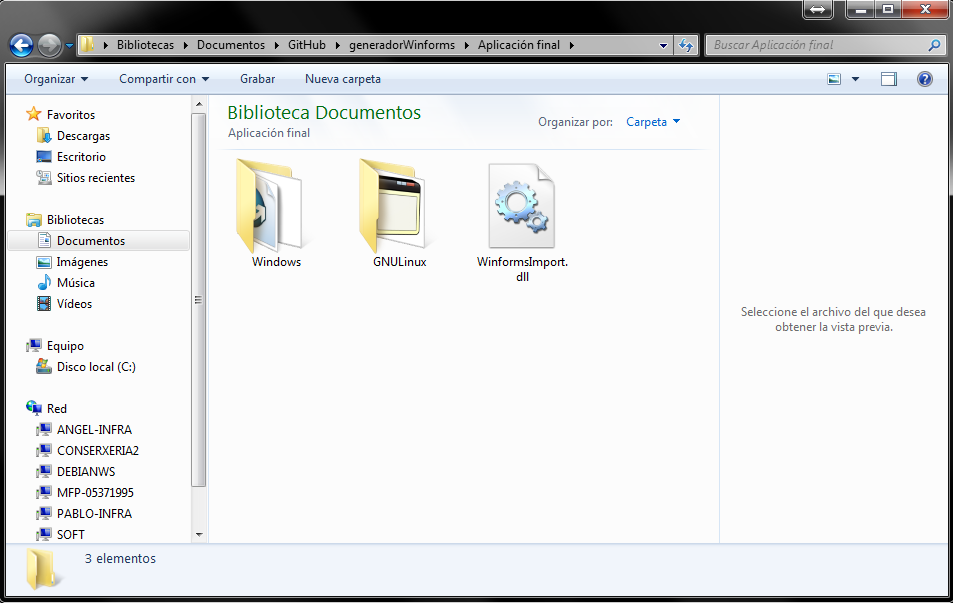 Bibliotecas Documentos GitHub generadorWinforms Aplicación final
Buscar Aplicación final
Organizar Compartir con Grabar Nueva carpeta
Favoritos
Descargas
Escritorio
Sitios recientes
Bibliotecas
Documentos
Imágenes
Música
Vídeos
Equipo
Disco local (C:)
Red
ANGEL-INFRA
CONSERXERIA2
DEBIANWS
MFP-05371995
PABLO-INFRA
SOFT
Biblioteca Documentos
Aplicación final
Organizar por: Carpeta
Windows
GNULinux
WinformsImport.
dll
Seleccione el archivo del que desea
obtener la vista previa.
3 elementos